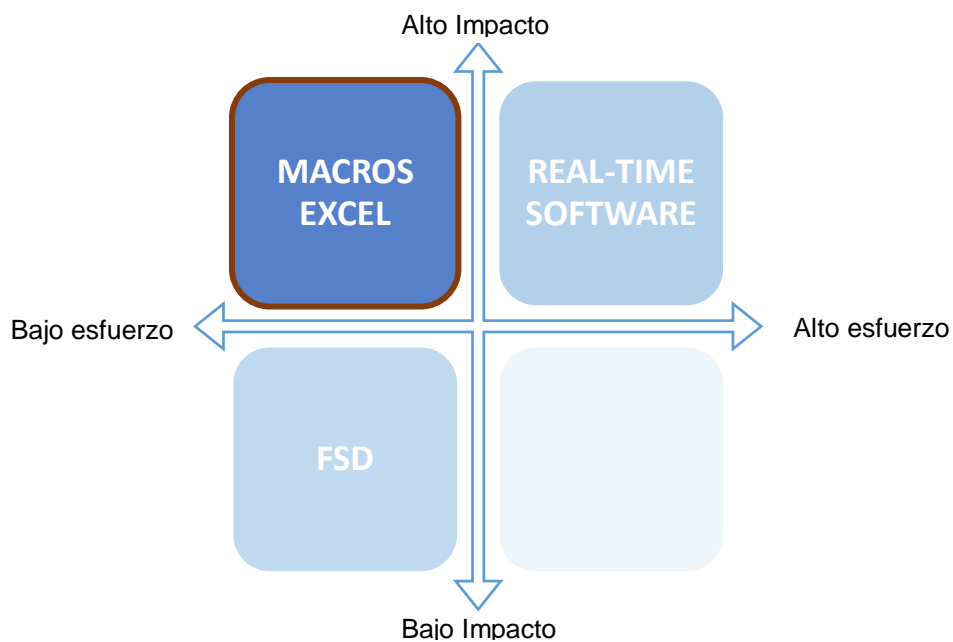 Alto Impacto
MACROS
EXCEL
REAL-TIME
SOFTWARE
Bajo esfuerzo
Alto esfuerzo
FSD
Bajo Impacto